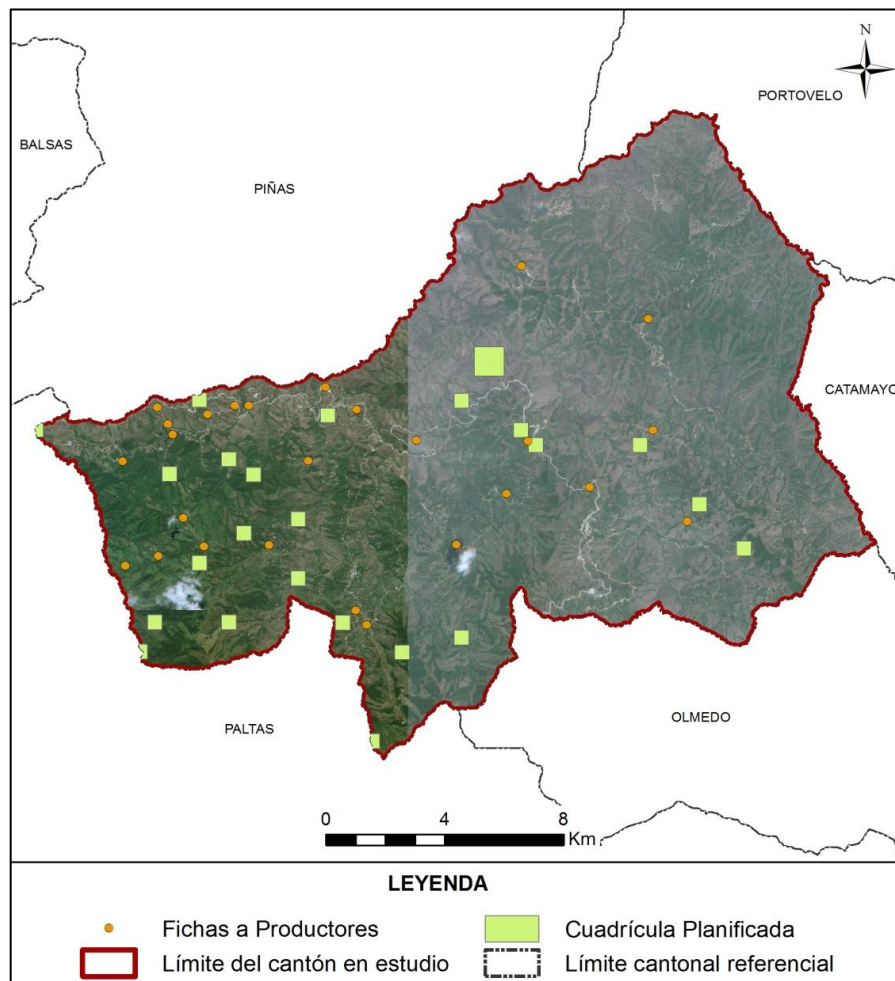 N
PORTOVELO
BALSAS
PIÑAS
CATAMAYO
PALTAS
OLMEDO
0 4 8
Km
LEYENDA
Fichas a Productores
Cuadrícula Planificada
Límite del cantón en estudio
Límite cantonal referencial